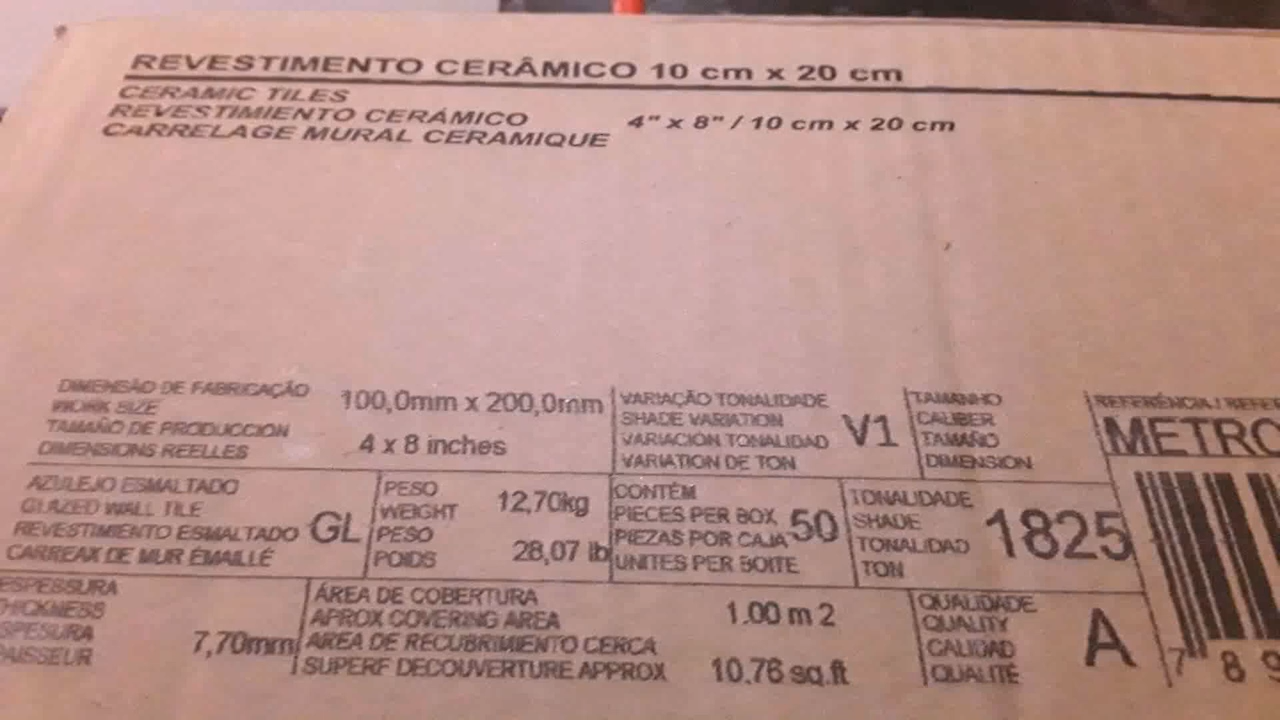 REVESTIMENTO CERÂMICO 10 cm x 20 cm
CERAMIC TILES
REVESTIMIENTO CERÁMICO
CARRELAGE MURAL CERAMIQUE
4" x 8" / 10 cm x 20 cm
DIMENSÃO DE FABRICAÇÃO
WORK SIZE
TAMAÑO DE PRODUCCION
DIMENSIONS REELLES
100,0mm x 200,0mm
4 x 8 inches
VARIAÇÃO TONALIDADE
SHADE VARIATION
VARIACIÓN TONALIDAD
VARIATION DE TON
V1
TAMANHO
CALIBER
TAMAÑO
DIMENSION
REFERÊNCIA /
METRO
AZULEJO ESMALTADO
GLAZED WALL TILE
REVESTIMIENTO ESMALTADO
CARREAX DE MUR ÉMAILLÉ
GL
PESO
WEIGHT
PESO
POIDS
12,70kg
28,07 lb
CONTÉM
PIECES PER BOX
PIEZAS POR CAJA
UNITES PER BOITE
50
TONALIDADE
SHADE
TONALIDAD
TON
1825
ESPESSURA
THICKNESS
ESPESURA
PAISSEUR
7,70mm
ÁREA DE COBERTURA
APROX COVERING AREA
AREA DE RECUBRIMIENTO CERCA
SUPERF DECOUVERTURE APPROX
1.00 m 2
10.76 sq.ft
QUALIDADE
QUALITY
CALIDAD
QUALITÉ
A
7 89